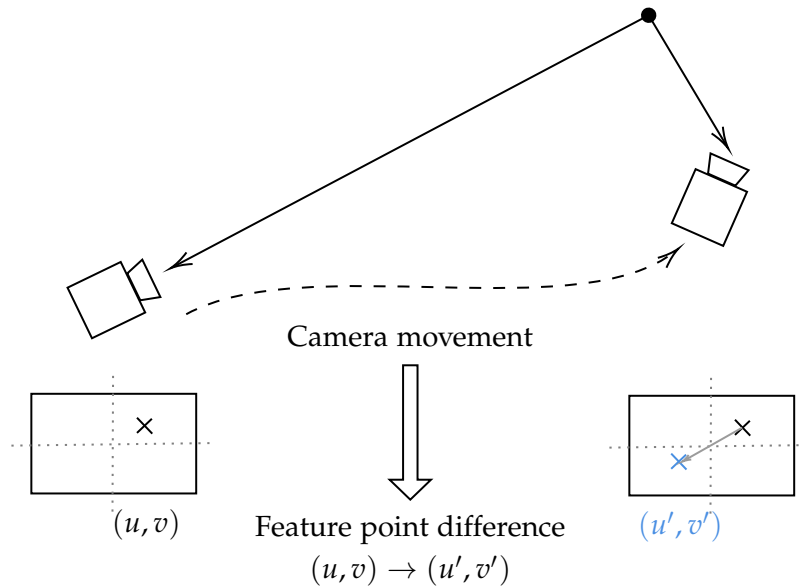 Camera movement
(u, v)
Feature point difference
(u′, v′)
(u, v) → (u′, v′)